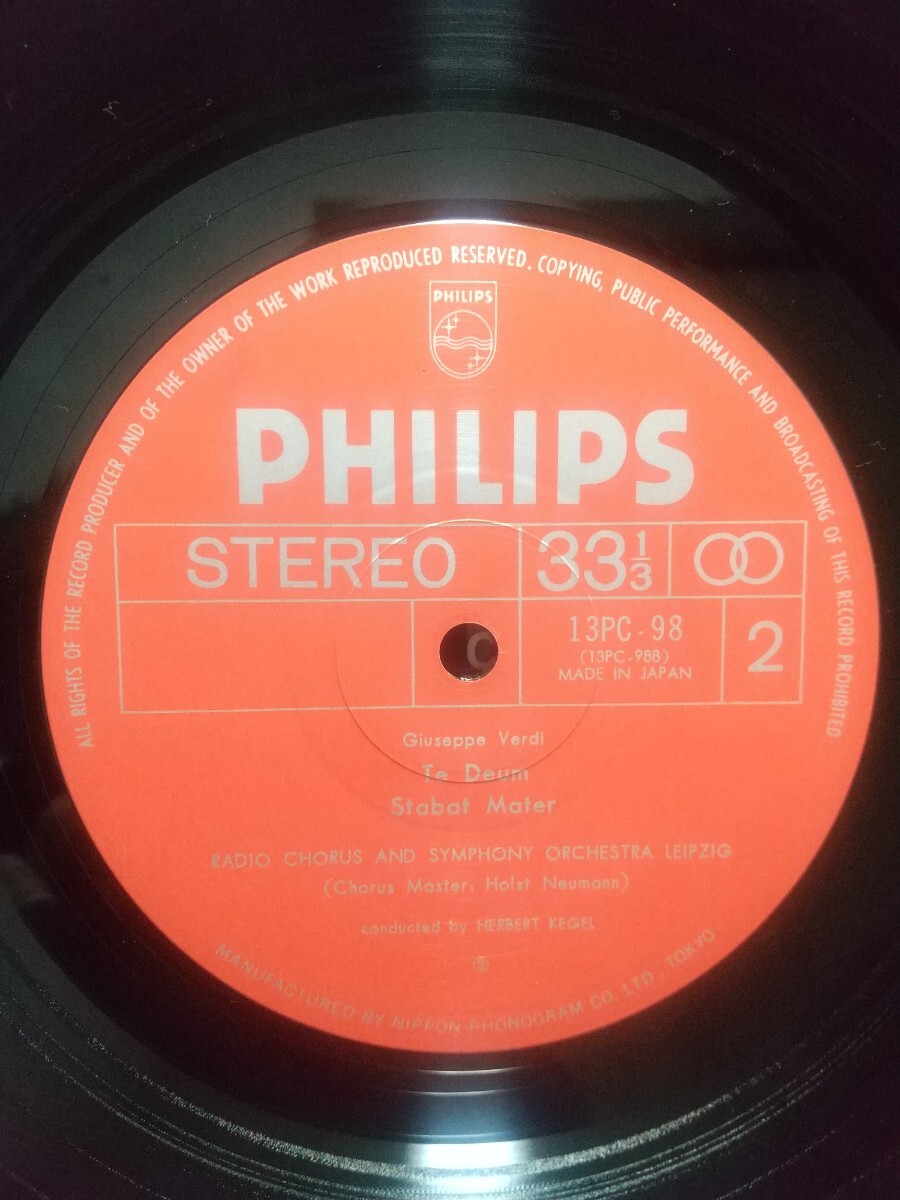 ALL RIGHTS OF THE RECORD PRODUCER AND OF THE OWNER OF THE WORK REPRODUCED RESERVED. COPYING, PUBLIC PERFORMANCE AND BROADCASTING OF THIS RECORD PROHIBITED
PHILIPS
PHILIPS
STEREO 33 1/3
13PC-98
(13PC-98B)
MADE IN JAPAN
2
Giuseppe Verdi
Te Deum
Stabat Mater
RADIO CHORUS AND SYMPHONY ORCHESTRA LEIPZIG
(Chorus Master: Holst Neumann)
conducted by HERBERT KEGEL
MANUFACTURED BY NIPPON PHONOGRAM CO. LTD., TOKYO